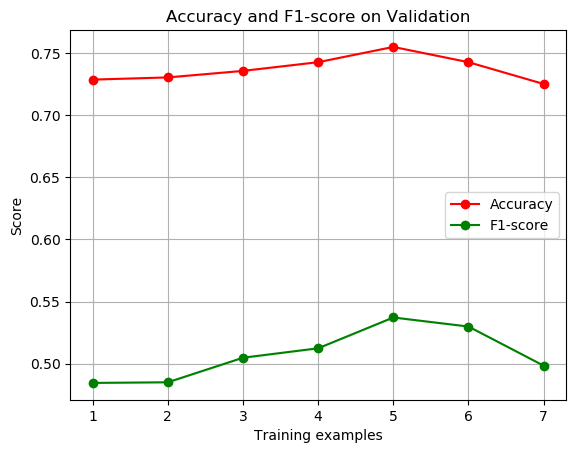 Accuracy and F1-score on Validation
0.75
0.70
0.65
0.60
0.55
0.50
Score
Accuracy
F1-score
1 2 3 4 5 6 7
Training examples